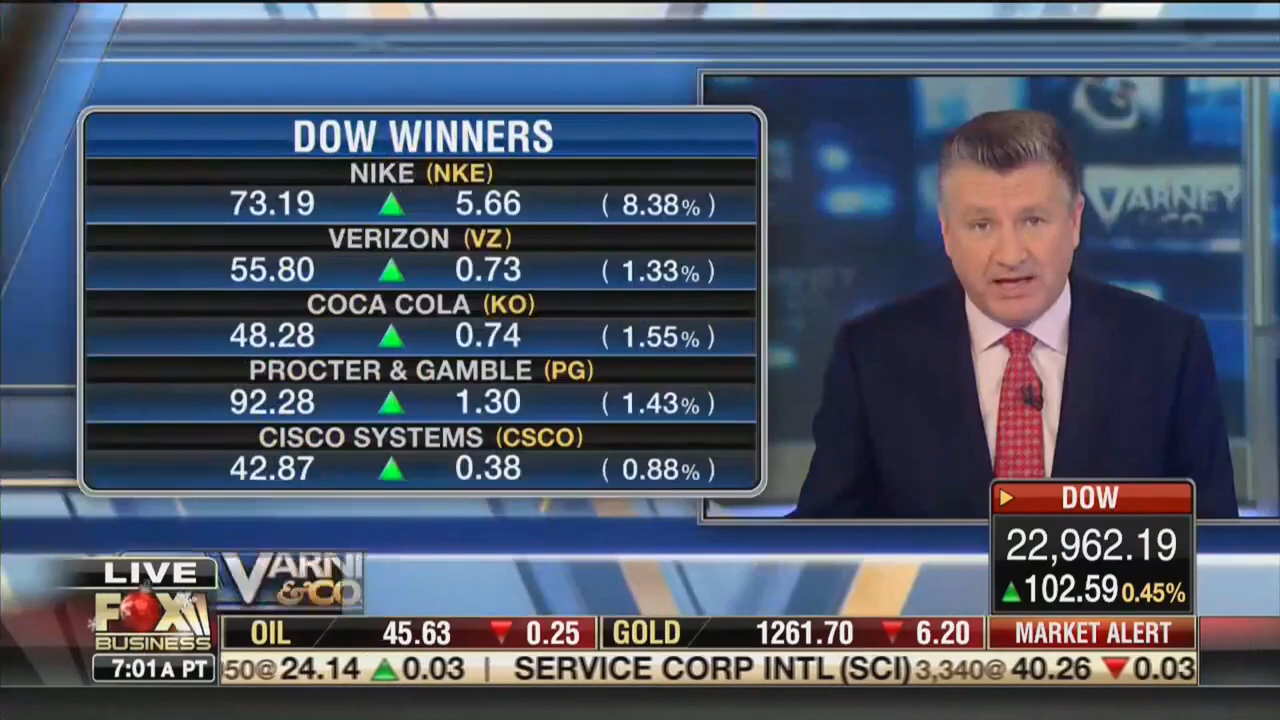 DOW WINNERS
NIKE (NKE)
73.19 ▲ 5.66 ( 8.38% )
VERIZON (VZ)
55.80 ▲ 0.73 ( 1.33% )
COCA COLA (KO)
48.28 ▲ 0.74 ( 1.55% )
PROCTER & GAMBLE (PG)
92.28 ▲ 1.30 ( 1.43% )
CISCO SYSTEMS (CSCO)
42.87 ▲ 0.38 ( 0.88% )
VARNEY
& CO
DOW
22,962.19
▲ 102.59 0.45%
MARKET ALERT
LIVE
FOX
BUSINESS
7:01A PT
VARNE
& CO
OIL 45.63 ▼ 0.25 GOLD 1261.70 ▼ 6.20
50@ 24.14 ▲ 0.03 | SERVICE CORP INTL (SCI) 3,340@ 40.26 ▼ 0.03